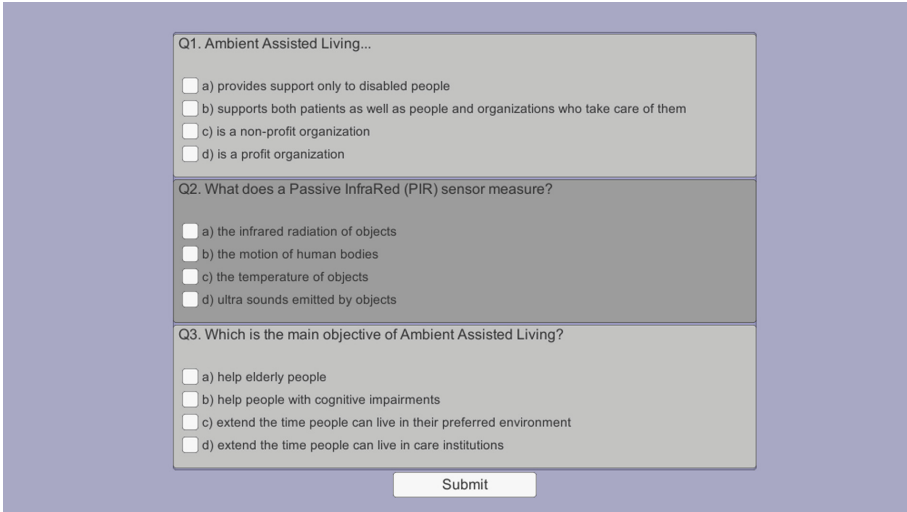 Q1. Ambient Assisted Living...
a) provides support only to disabled people
b) supports both patients as well as people and organizations who take care of them
c) is a non-profit organization
d) is a profit organization
Q2. What does a Passive InfraRed (PIR) sensor measure?
a) the infrared radiation of objects
b) the motion of human bodies
c) the temperature of objects
d) ultra sounds emitted by objects
Q3. Which is the main objective of Ambient Assisted Living?
a) help elderly people
b) help people with cognitive impairments
c) extend the time people can live in their preferred environment
d) extend the time people can live in care institutions
Submit